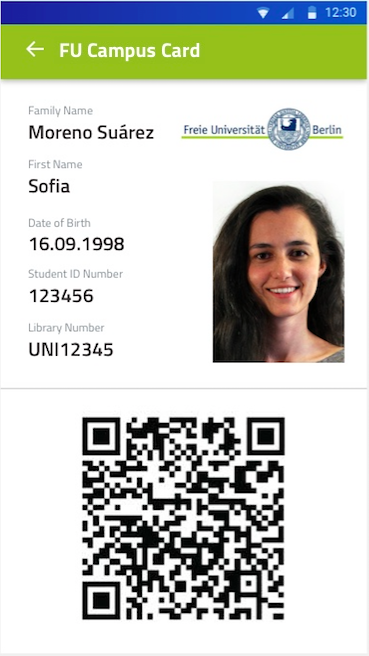 12:30
FU Campus Card
Family Name
Moreno Suárez
Freie Universität Berlin
First Name
Sofia
Date of Birth
16.09.1998
Student ID Number
123456
Library Number
UNI12345